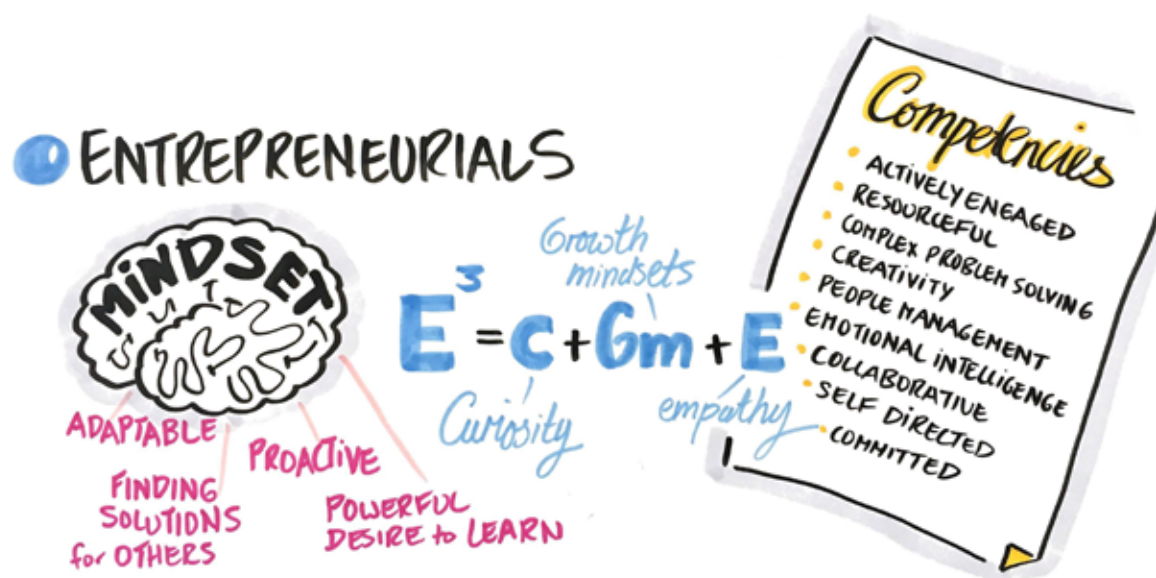 ENTREPRENEURIALS
MINDSET
ADAPTABLE
FINDING
SOLUTIONS
for OTHERS
PROACTIVE
POWERFUL
DESIRE to LEARN
Growth
mindsets
E³ = C + Gm + E
Curiosity
empathy
Competencies
• ACTIVELY ENGAGED
• RESOURCEFUL
• COMPLEX PROBLEM SOLVING
• CREATIVITY
• PEOPLE MANAGEMENT
• EMOTIONAL INTELLIGENCE
• COLLABORATIVE
• SELF DIRECTED
• COMMITTED